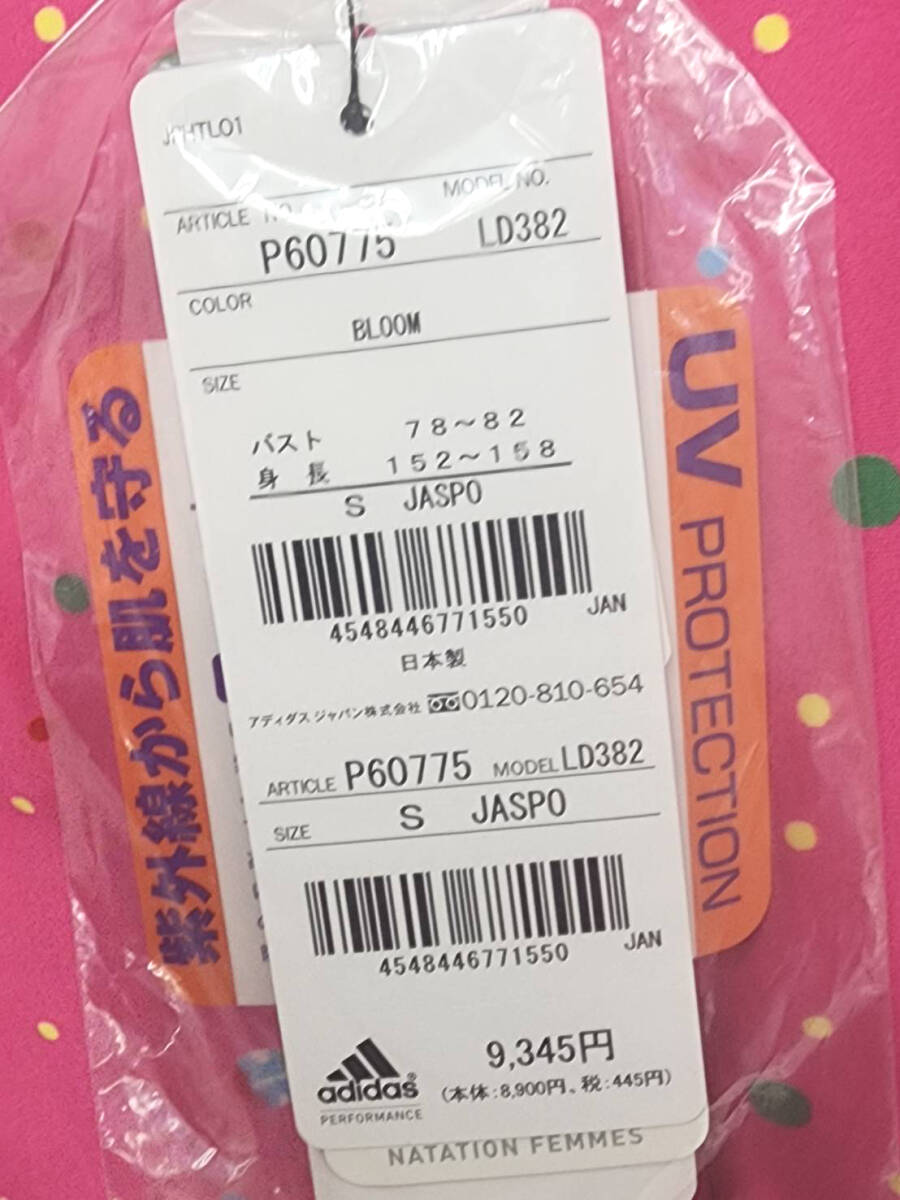 JPHTL01
ARTICLE NO. MODEL NO.
P60775 LD382
COLOR
BLOOM
SIZE
バスト 78~82
身長 152~158
S JASPO
4548446771550 JAN
日本製
アディダス ジャパン株式会社 0120-810-654
ARTICLE P60775 MODEL LD382
SIZE S JASPO
4548446771550 JAN
adidas®
PERFORMANCE
9,345円
(本体:8,900円、税:445円)
NATATION FEMMES
紫外線から肌を守る
UV PROTECTION